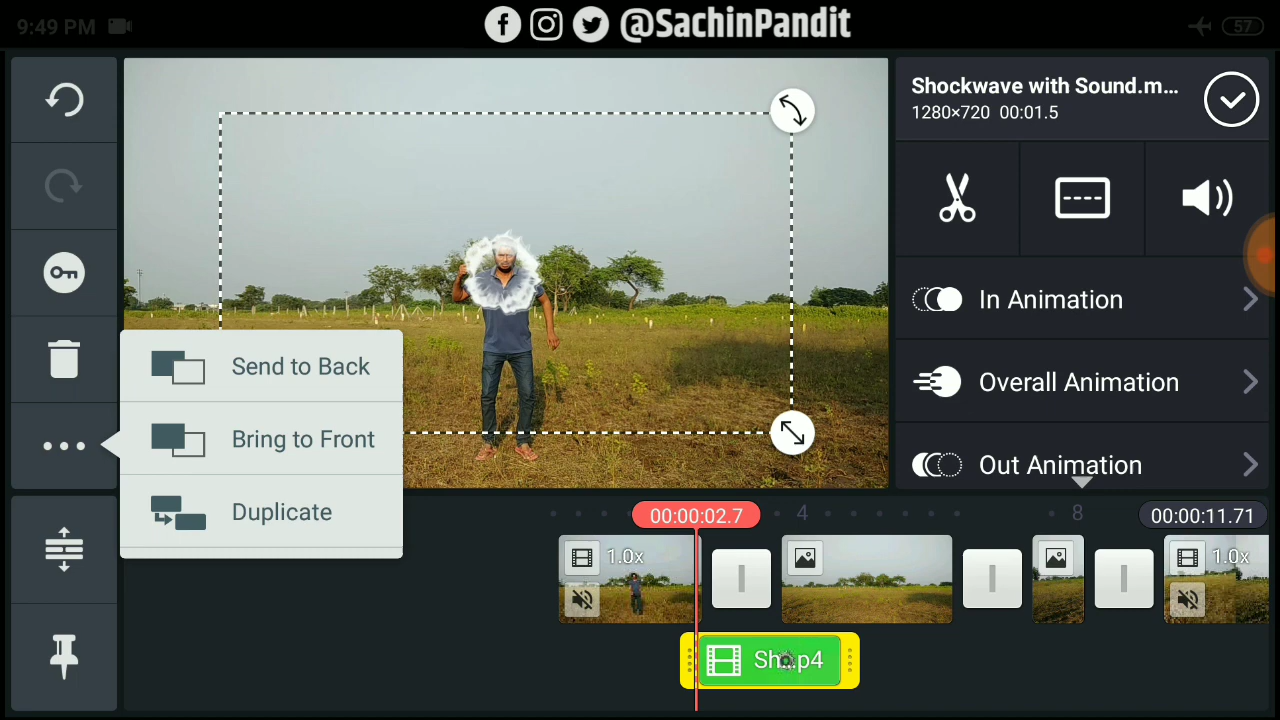 9:49 PM
@SachinPandit
57
Shockwave with Sound.m...
1280×720 00:01.5
In Animation
Overall Animation
Out Animation
Send to Back
Bring to Front
Duplicate
00:00:02.7
4
8
00:00:11.71
1.0x
1.0x